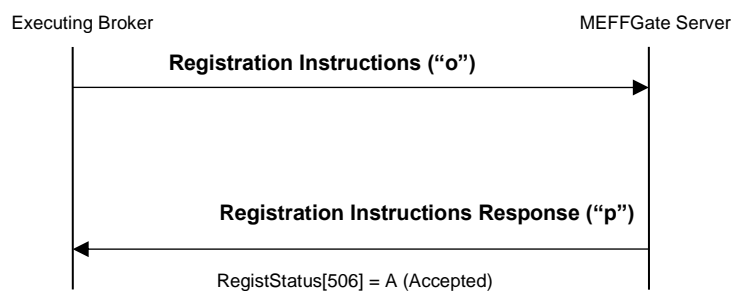 Executing Broker
MEFFGate Server
Registration Instructions (“o”)
Registration Instructions Response (“p”)
RegistStatus[506] = A (Accepted)